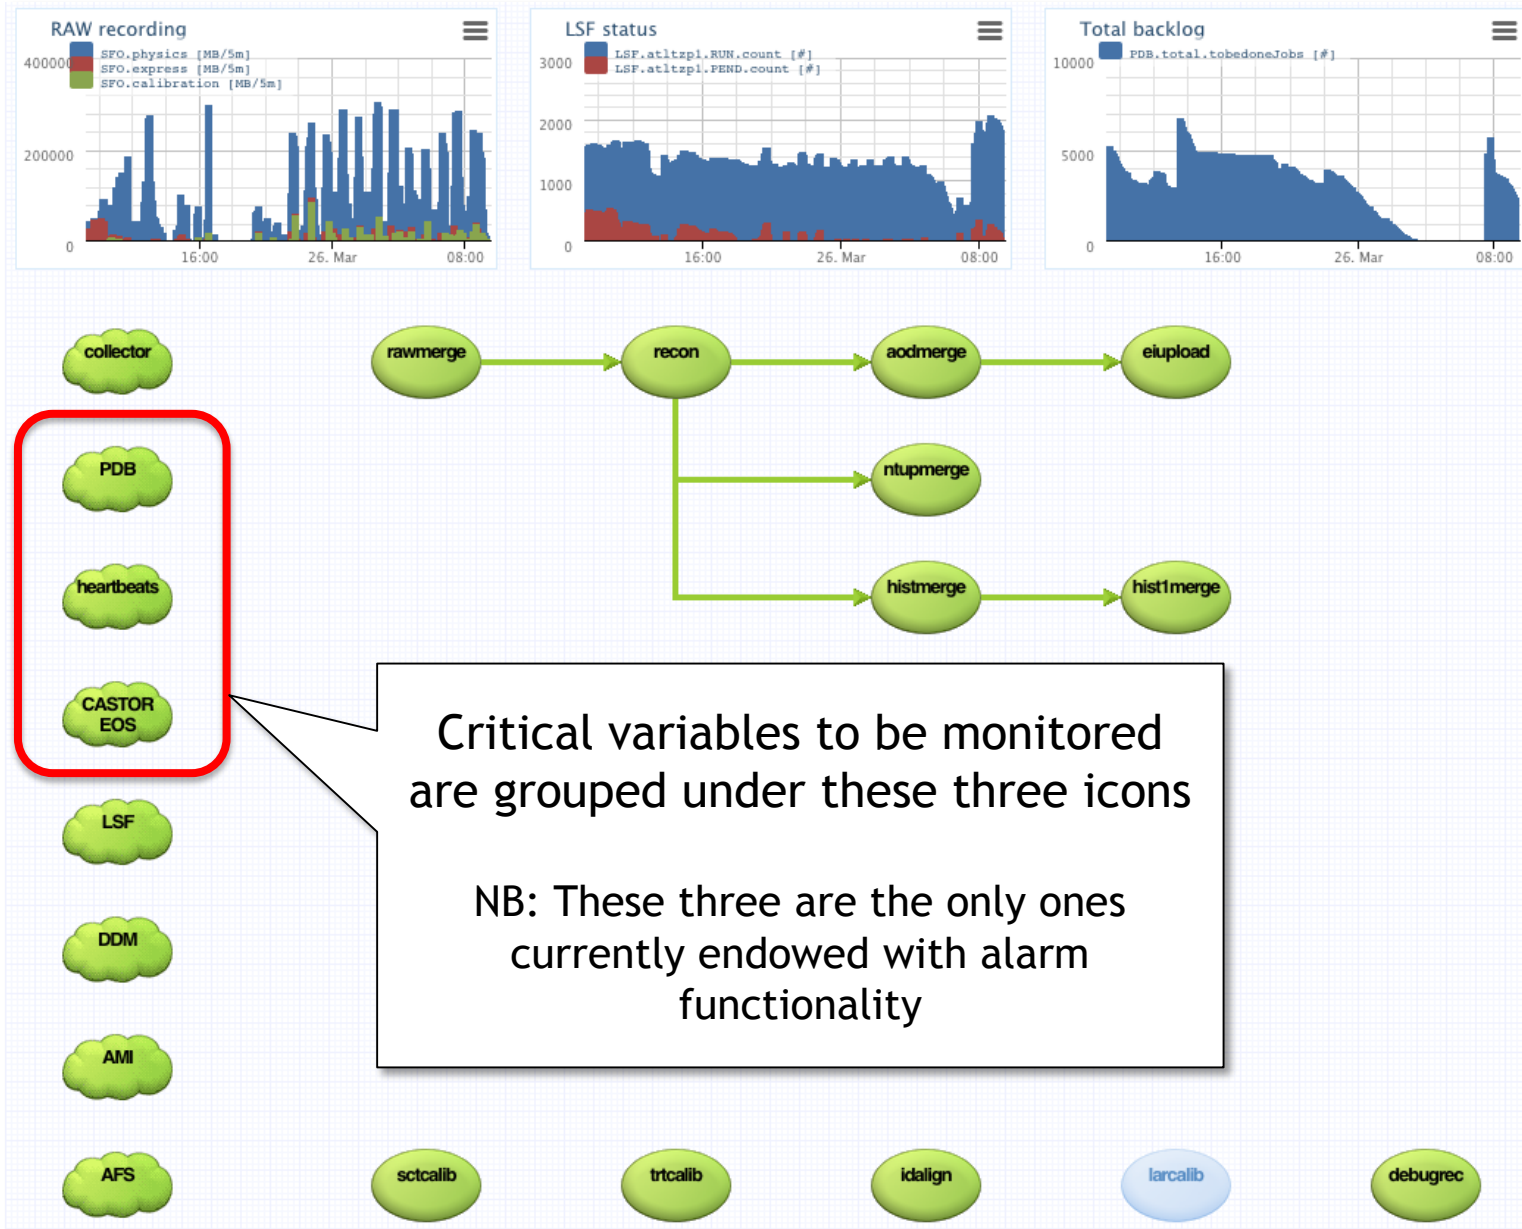 RAW recording
SFO.physics [MB/5m]
SFO.express [MB/5m]
SFO.calibration [MB/5m]
400000
200000
0
16:00
26. Mar
08:00
LSF status
LSF.atltzp1.RUN.count [#]
LSF.atltzp1.PEND.count [#]
3000
2000
1000
0
16:00
26. Mar
08:00
Total backlog
PDB.total.tobedoneJobs [#]
10000
5000
0
16:00
26. Mar
08:00
collector
rawmerge
recon
aodmerge
eiupload
PDB
ntupmerge
heartbeats
histmerge
hist1merge
CASTOR
EOS
Critical variables to be monitored
are grouped under these three icons
NB: These three are the only ones
currently endowed with alarm
functionality
LSF
DDM
AMI
AFS
sctcalib
trtcalib
idalign
larcalib
debugrec